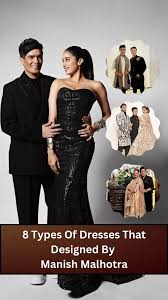 8 Types Of Dresses That
Designed By
Manish Malhotra